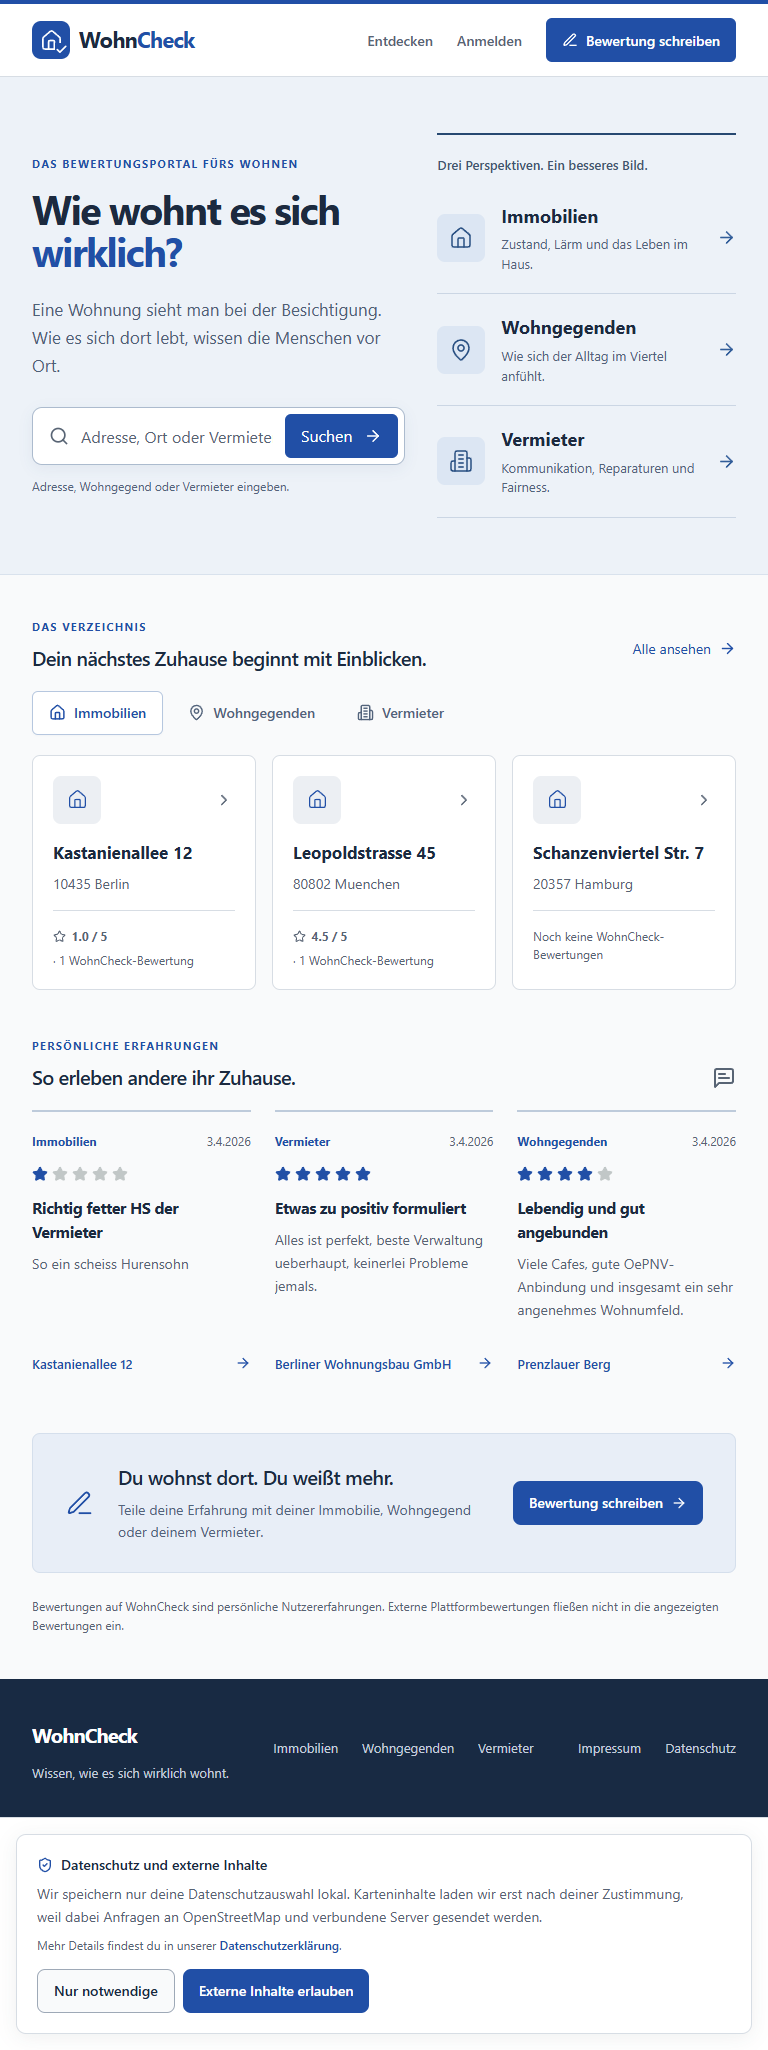 WohnCheck
Entdecken
Anmelden
Bewertung schreiben
DAS BEWERTUNGSPORTAL FÜRS WOHNEN
Wie wohnt es sich
wirklich?
Eine Wohnung sieht man bei der Besichtigung.
Wie es sich dort lebt, wissen die Menschen vor
Ort.
Adresse, Ort oder Vermiete
Suchen
Adresse, Wohngegend oder Vermieter eingeben.
Drei Perspektiven. Ein besseres Bild.
Immobilien
Zustand, Lärm und das Leben im
Haus.
Wohngegenden
Wie sich der Alltag im Viertel
anfühlt.
Vermieter
Kommunikation, Reparaturen und
Fairness.
DAS VERZEICHNIS
Dein nächstes Zuhause beginnt mit Einblicken.
Alle ansehen
Immobilien
Wohngegenden
Vermieter
Kastanienallee 12
10435 Berlin
1.0 / 5
· 1 WohnCheck-Bewertung
Leopoldstrasse 45
80802 Muenchen
4.5 / 5
· 1 WohnCheck-Bewertung
Schanzenviertel Str. 7
20357 Hamburg
Noch keine WohnCheck-
Bewertungen
PERSÖNLICHE ERFAHRUNGEN
So erleben andere ihr Zuhause.
Immobilien
3.4.2026
Richtig fetter HS der
Vermieter
So ein scheiss Hurensohn
Kastanienallee 12
Vermieter
3.4.2026
Etwas zu positiv formuliert
Alles ist perfekt, beste Verwaltung
ueberhaupt, keinerlei Probleme
jemals.
Berliner Wohnungsbau GmbH
Wohngegenden
3.4.2026
Lebendig und gut
angebunden
Viele Cafes, gute OePNV-
Anbindung und insgesamt ein sehr
angenehmes Wohnumfeld.
Prenzlauer Berg
Du wohnst dort. Du weißt mehr.
Teile deine Erfahrung mit deiner Immobilie, Wohngegend
oder deinem Vermieter.
Bewertung schreiben
Bewertungen auf WohnCheck sind persönliche Nutzererfahrungen. Externe Plattformbewertungen fließen nicht in die angezeigten
Bewertungen ein.
WohnCheck
Wissen, wie es sich wirklich wohnt.
Immobilien
Wohngegenden
Vermieter
Impressum
Datenschutz
Datenschutz und externe Inhalte
Wir speichern nur deine Datenschutzauswahl lokal. Karteninhalte laden wir erst nach deiner Zustimmung,
weil dabei Anfragen an OpenStreetMap und verbundene Server gesendet werden.
Mehr Details findest du in unserer Datenschutzerklärung.
Nur notwendige
Externe Inhalte erlauben